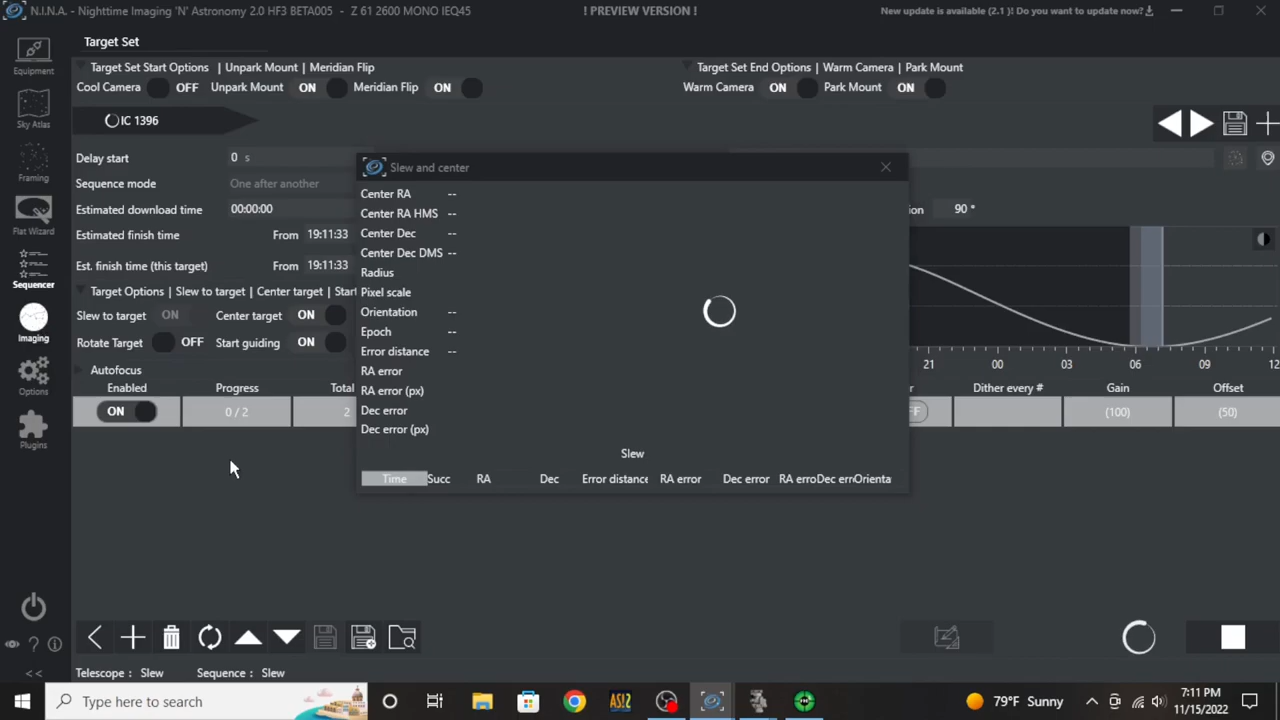 N.I.N.A. - Nighttime Imaging 'N' Astronomy 2.0 HF3 BETA005 - Z 61 2600 MONO IEQ45
! PREVIEW VERSION !
New update is available (2.1 )! Do you want to update now?
Equipment
Sky Atlas
Framing
Flat Wizard
Sequencer
Imaging
Options
Plugins
<<
Target Set
Target Set Start Options | Unpark Mount | Meridian Flip
Target Set End Options | Warm Camera | Park Mount
Cool Camera OFF Unpark Mount ON Meridian Flip ON
Warm Camera ON Park Mount ON
IC 1396
Delay start 0 s
Sequence mode One after another
Estimated download time 00:00:00
ion 90 °
Estimated finish time From 19:11:33
Est. finish time (this target) From 19:11:33
Target Options | Slew to target | Center target | Start
Slew to target ON Center target ON
Rotate Target OFF Start guiding ON
Autofocus
Enabled Progress Total
ON 0 / 2 2
Slew and center
Center RA --
Center RA HMS --
Center Dec --
Center Dec DMS --
Radius
Pixel scale
Orientation --
Epoch --
Error distance --
RA error
RA error (px)
Dec error
Dec error (px)
Slew
Time Succ RA Dec Error distance RA error Dec error RA erro Dec err Orienta
21 00 03 06 09 12
r Dither every # Gain Offset
FF (100) (50)
Telescope : Slew Sequence : Slew
Type here to search
ASI2
79°F Sunny
7:11 PM
11/15/2022